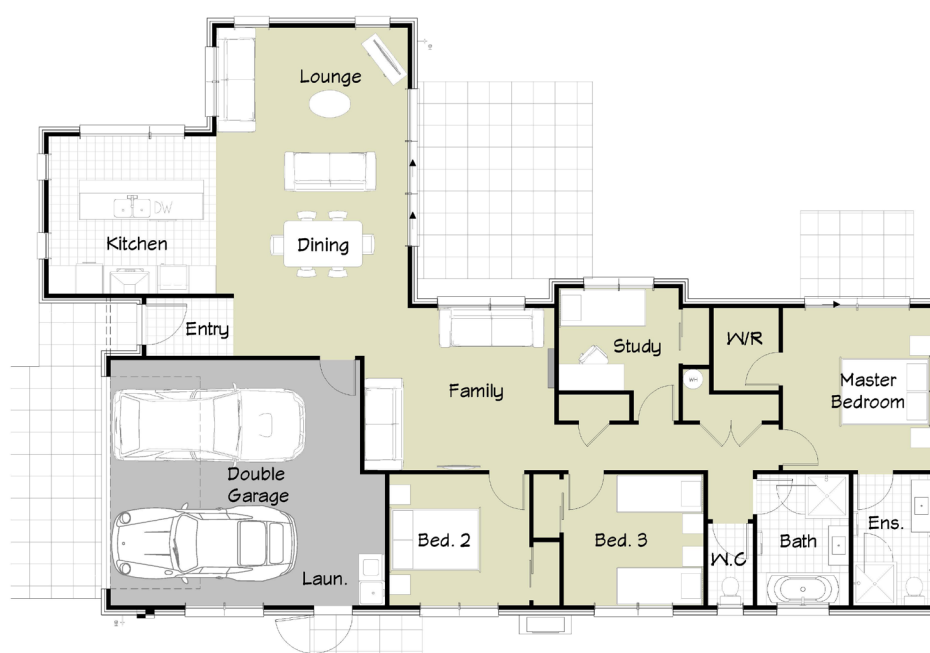 Lounge
DW
Kitchen
Dining
Entry
Study
W/R
WH
Master
Bedroom
Family
Double
Garage
Laun.
Bed. 2
Bed. 3
W.C
Bath
Ens.